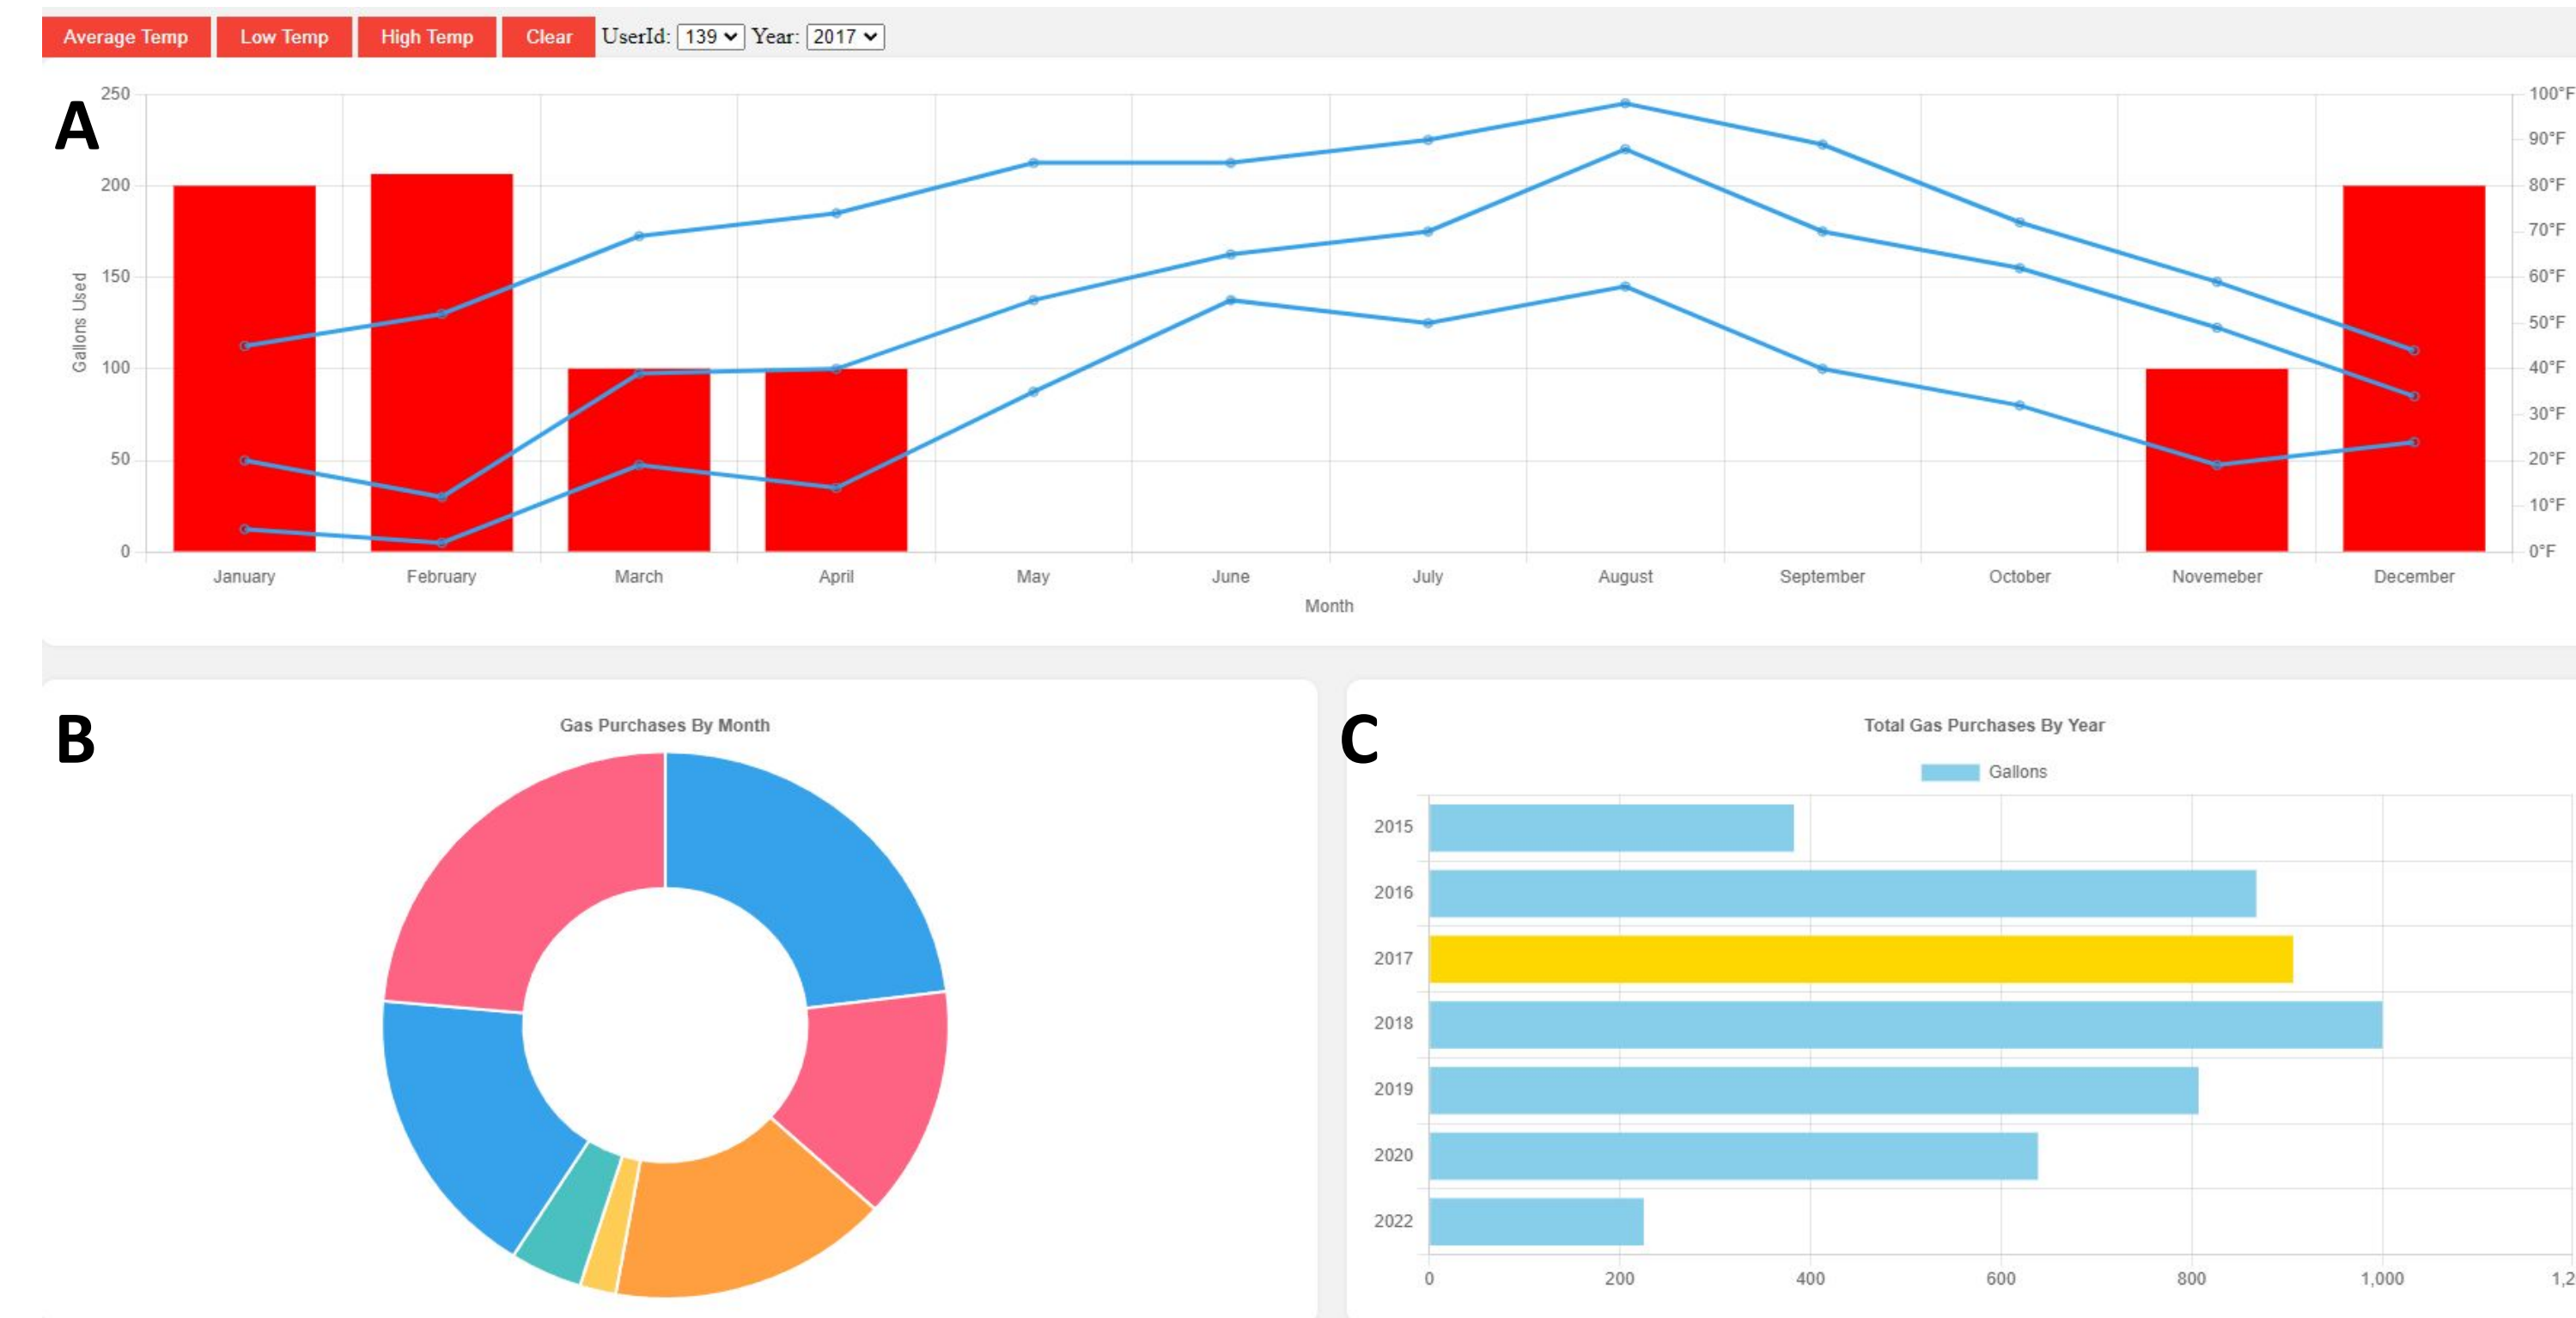 Average Temp Low Temp High Temp Clear UserId: 139 Year: 2017
A
250 100°F
90°F
200 80°F
70°F
150 60°F
50°F
100 40°F
30°F
50 20°F
10°F
0 0°F
Gallons Used
January February March April May June July August September October Novemeber December
Month
B
Gas Purchases By Month
C
Total Gas Purchases By Year
Gallons
2015
2016
2017
2018
2019
2020
2022
0 200 400 600 800 1,000 1,2